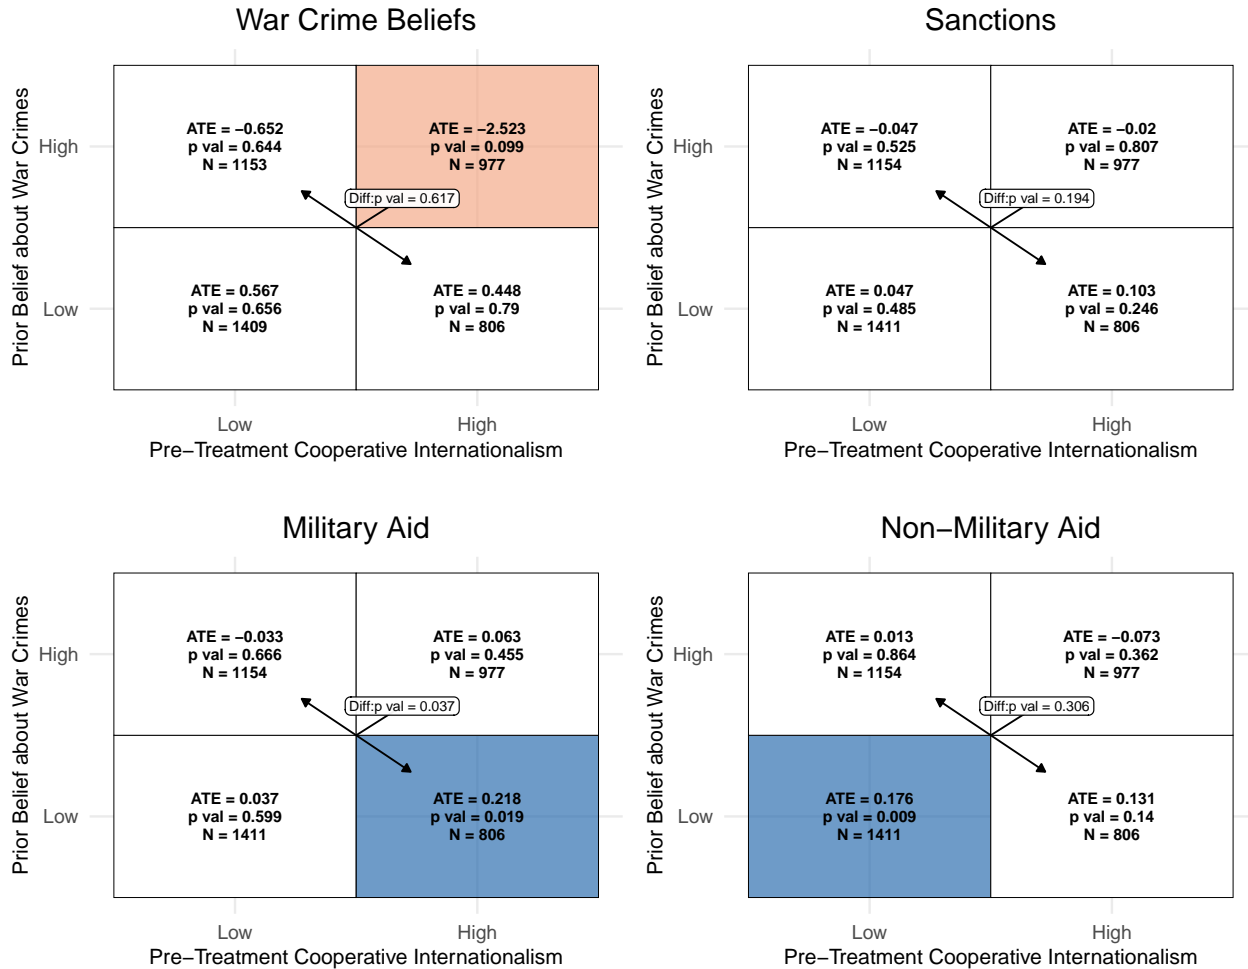 War Crime Beliefs
Prior Belief about War Crimes
High
Low
ATE = −0.652
p val = 0.644
N = 1153
ATE = −2.523
p val = 0.099
N = 977
Diff:p val = 0.617
ATE = 0.567
p val = 0.656
N = 1409
ATE = 0.448
p val = 0.79
N = 806
Low
High
Pre−Treatment Cooperative Internationalism
Sanctions
Prior Belief about War Crimes
High
Low
ATE = −0.047
p val = 0.525
N = 1154
ATE = −0.02
p val = 0.807
N = 977
Diff:p val = 0.194
ATE = 0.047
p val = 0.485
N = 1411
ATE = 0.103
p val = 0.246
N = 806
Low
High
Pre−Treatment Cooperative Internationalism
Military Aid
Prior Belief about War Crimes
High
Low
ATE = −0.033
p val = 0.666
N = 1154
ATE = 0.063
p val = 0.455
N = 977
Diff:p val = 0.037
ATE = 0.037
p val = 0.599
N = 1411
ATE = 0.218
p val = 0.019
N = 806
Low
High
Pre−Treatment Cooperative Internationalism
Non−Military Aid
Prior Belief about War Crimes
High
Low
ATE = 0.013
p val = 0.864
N = 1154
ATE = −0.073
p val = 0.362
N = 977
Diff:p val = 0.306
ATE = 0.176
p val = 0.009
N = 1411
ATE = 0.131
p val = 0.14
N = 806
Low
High
Pre−Treatment Cooperative Internationalism